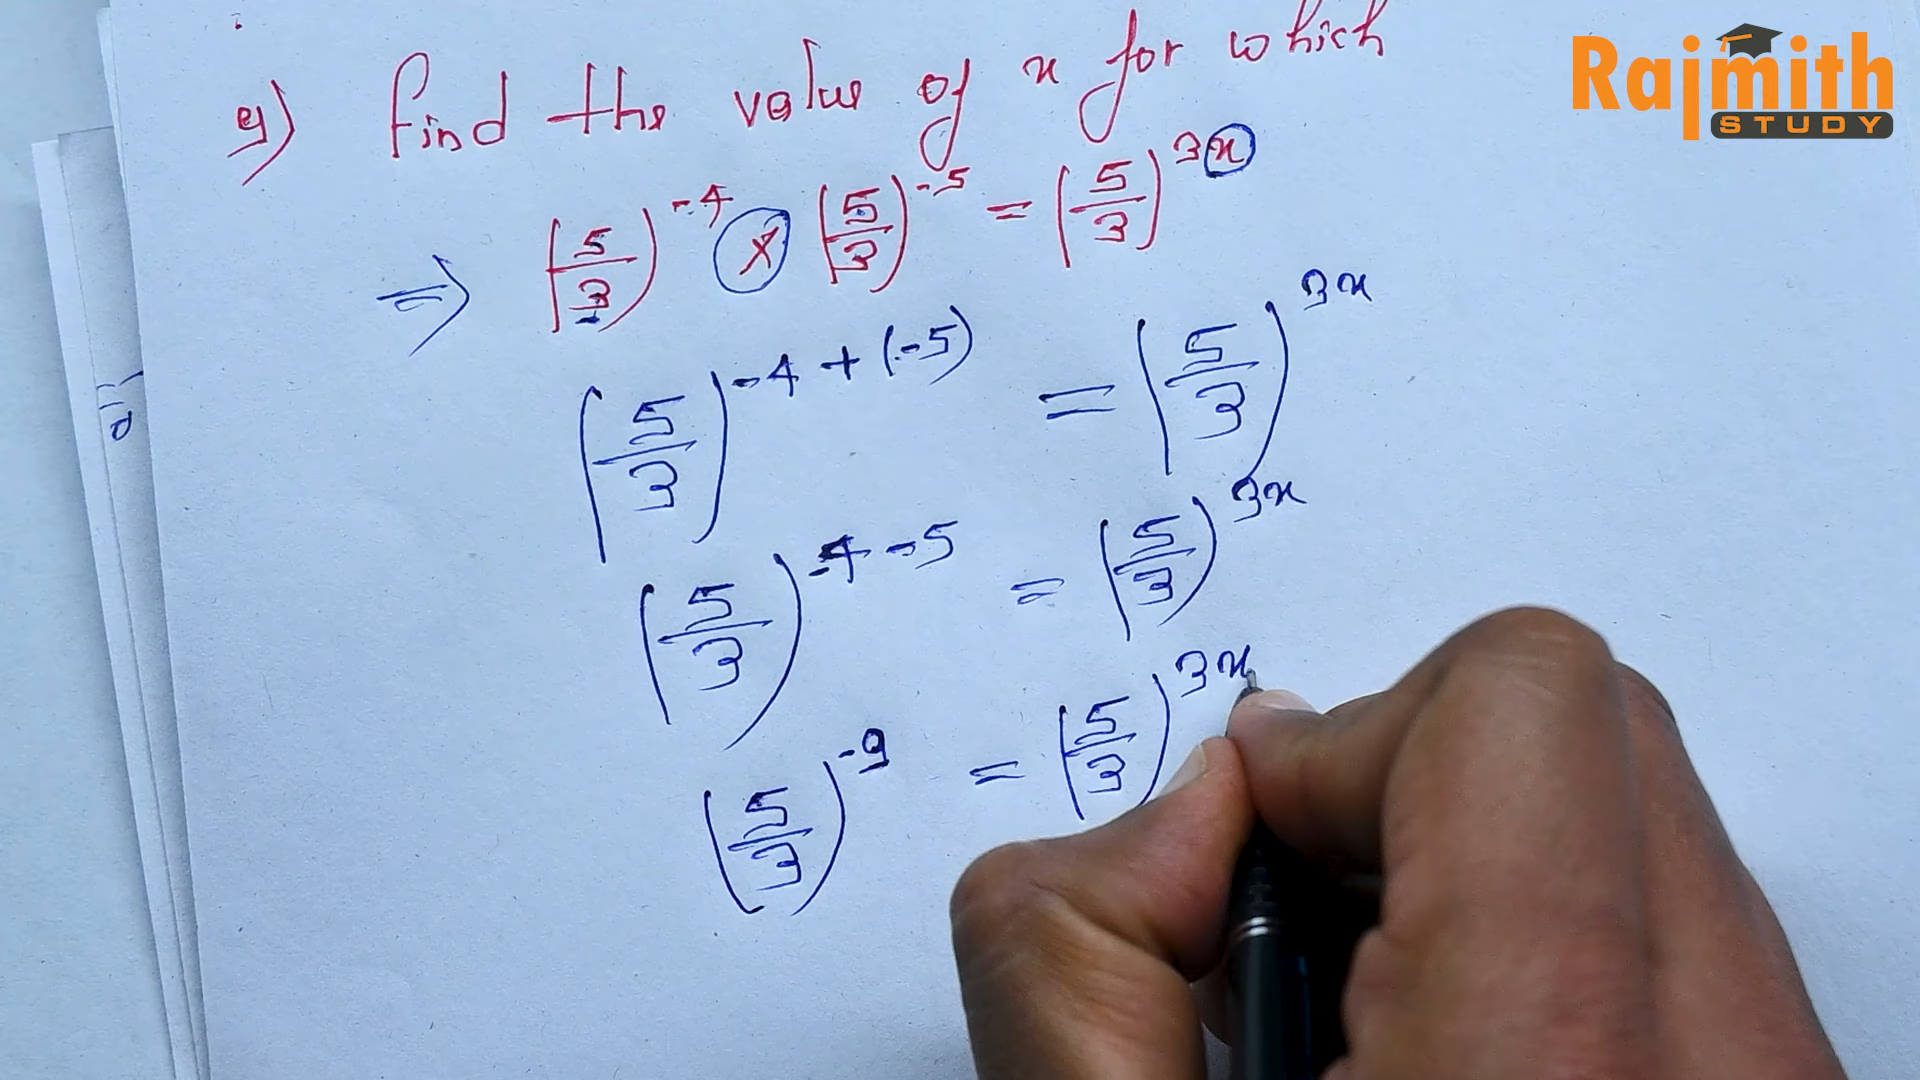 Rajmith
STUDY
9) find the value of x for which
⇒ (5/3)^-4 × (5/3)^-5 = (5/3)^3x
(5/3)^-4+(-5) = (5/3)^3x
(5/3)^-4-5 = (5/3)^3x
(5/3)^-9 = (5/3)^3x